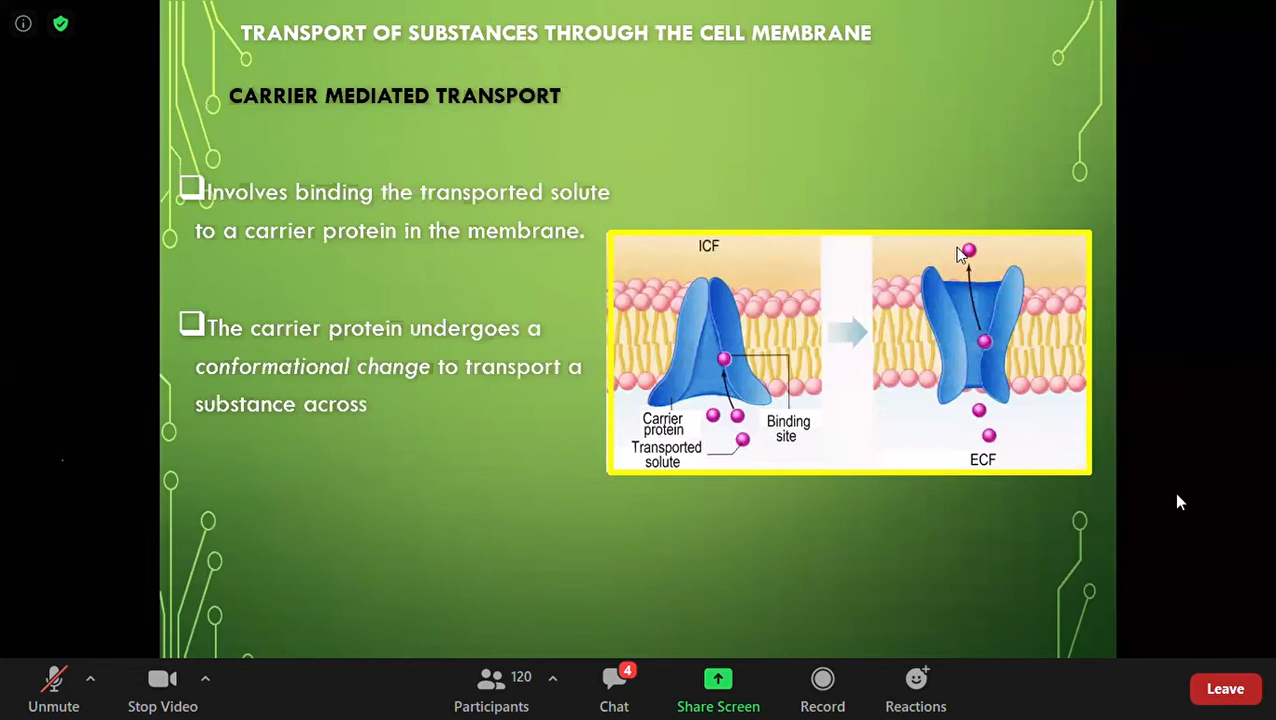 TRANSPORT OF SUBSTANCES THROUGH THE CELL MEMBRANE
CARRIER MEDIATED TRANSPORT
Involves binding the transported solute
to a carrier protein in the membrane.
The carrier protein undergoes a
conformational change to transport a
substance across
ICF
Carrier
protein
Transported
solute
Binding
site
ECF
Unmute
Stop Video
120
Participants
4
Chat
Share Screen
Record
Reactions
Leave